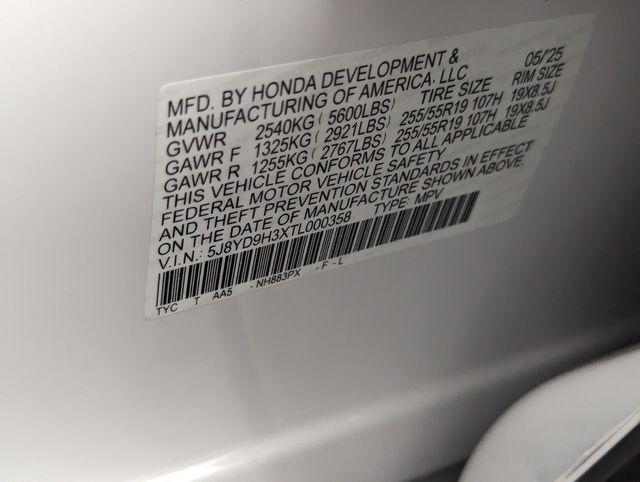 MFD. BY HONDA DEVELOPMENT & 05/25
MANUFACTURING OF AMERICA, LLC
GVWR 2540KG (5600LBS) TIRE SIZE RIM SIZE
GAWR F 1325KG (2921LBS) 255/55R19 107H 19X8.5J
GAWR R 1255KG (2767LBS) 255/55R19 107H 19X8.5J
THIS VEHICLE CONFORMS TO ALL APPLICABLE
FEDERAL MOTOR VEHICLE SAFETY
AND THEFT PREVENTION STANDARDS IN EFFECT
ON THE DATE OF MANUFACTURE SHOWN ABOVE.
V.I.N.: 5J8YD9H3XTL000358 TYPE: MPV
TYC T AA5 -NH883PX -F-L